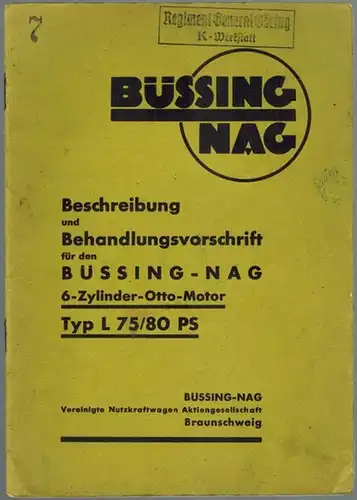 7
Regiment General Göring
K-Werkstatt
BÜSSING
NAG
Beschreibung
und
Behandlungsvorschrift
für den
BÜSSING-NAG
6-Zylinder-Otto-Motor
Typ L 75/80 PS
BÜSSING-NAG
Vereinigte Nutzkraftwagen Aktiengesellschaft
Braunschweig